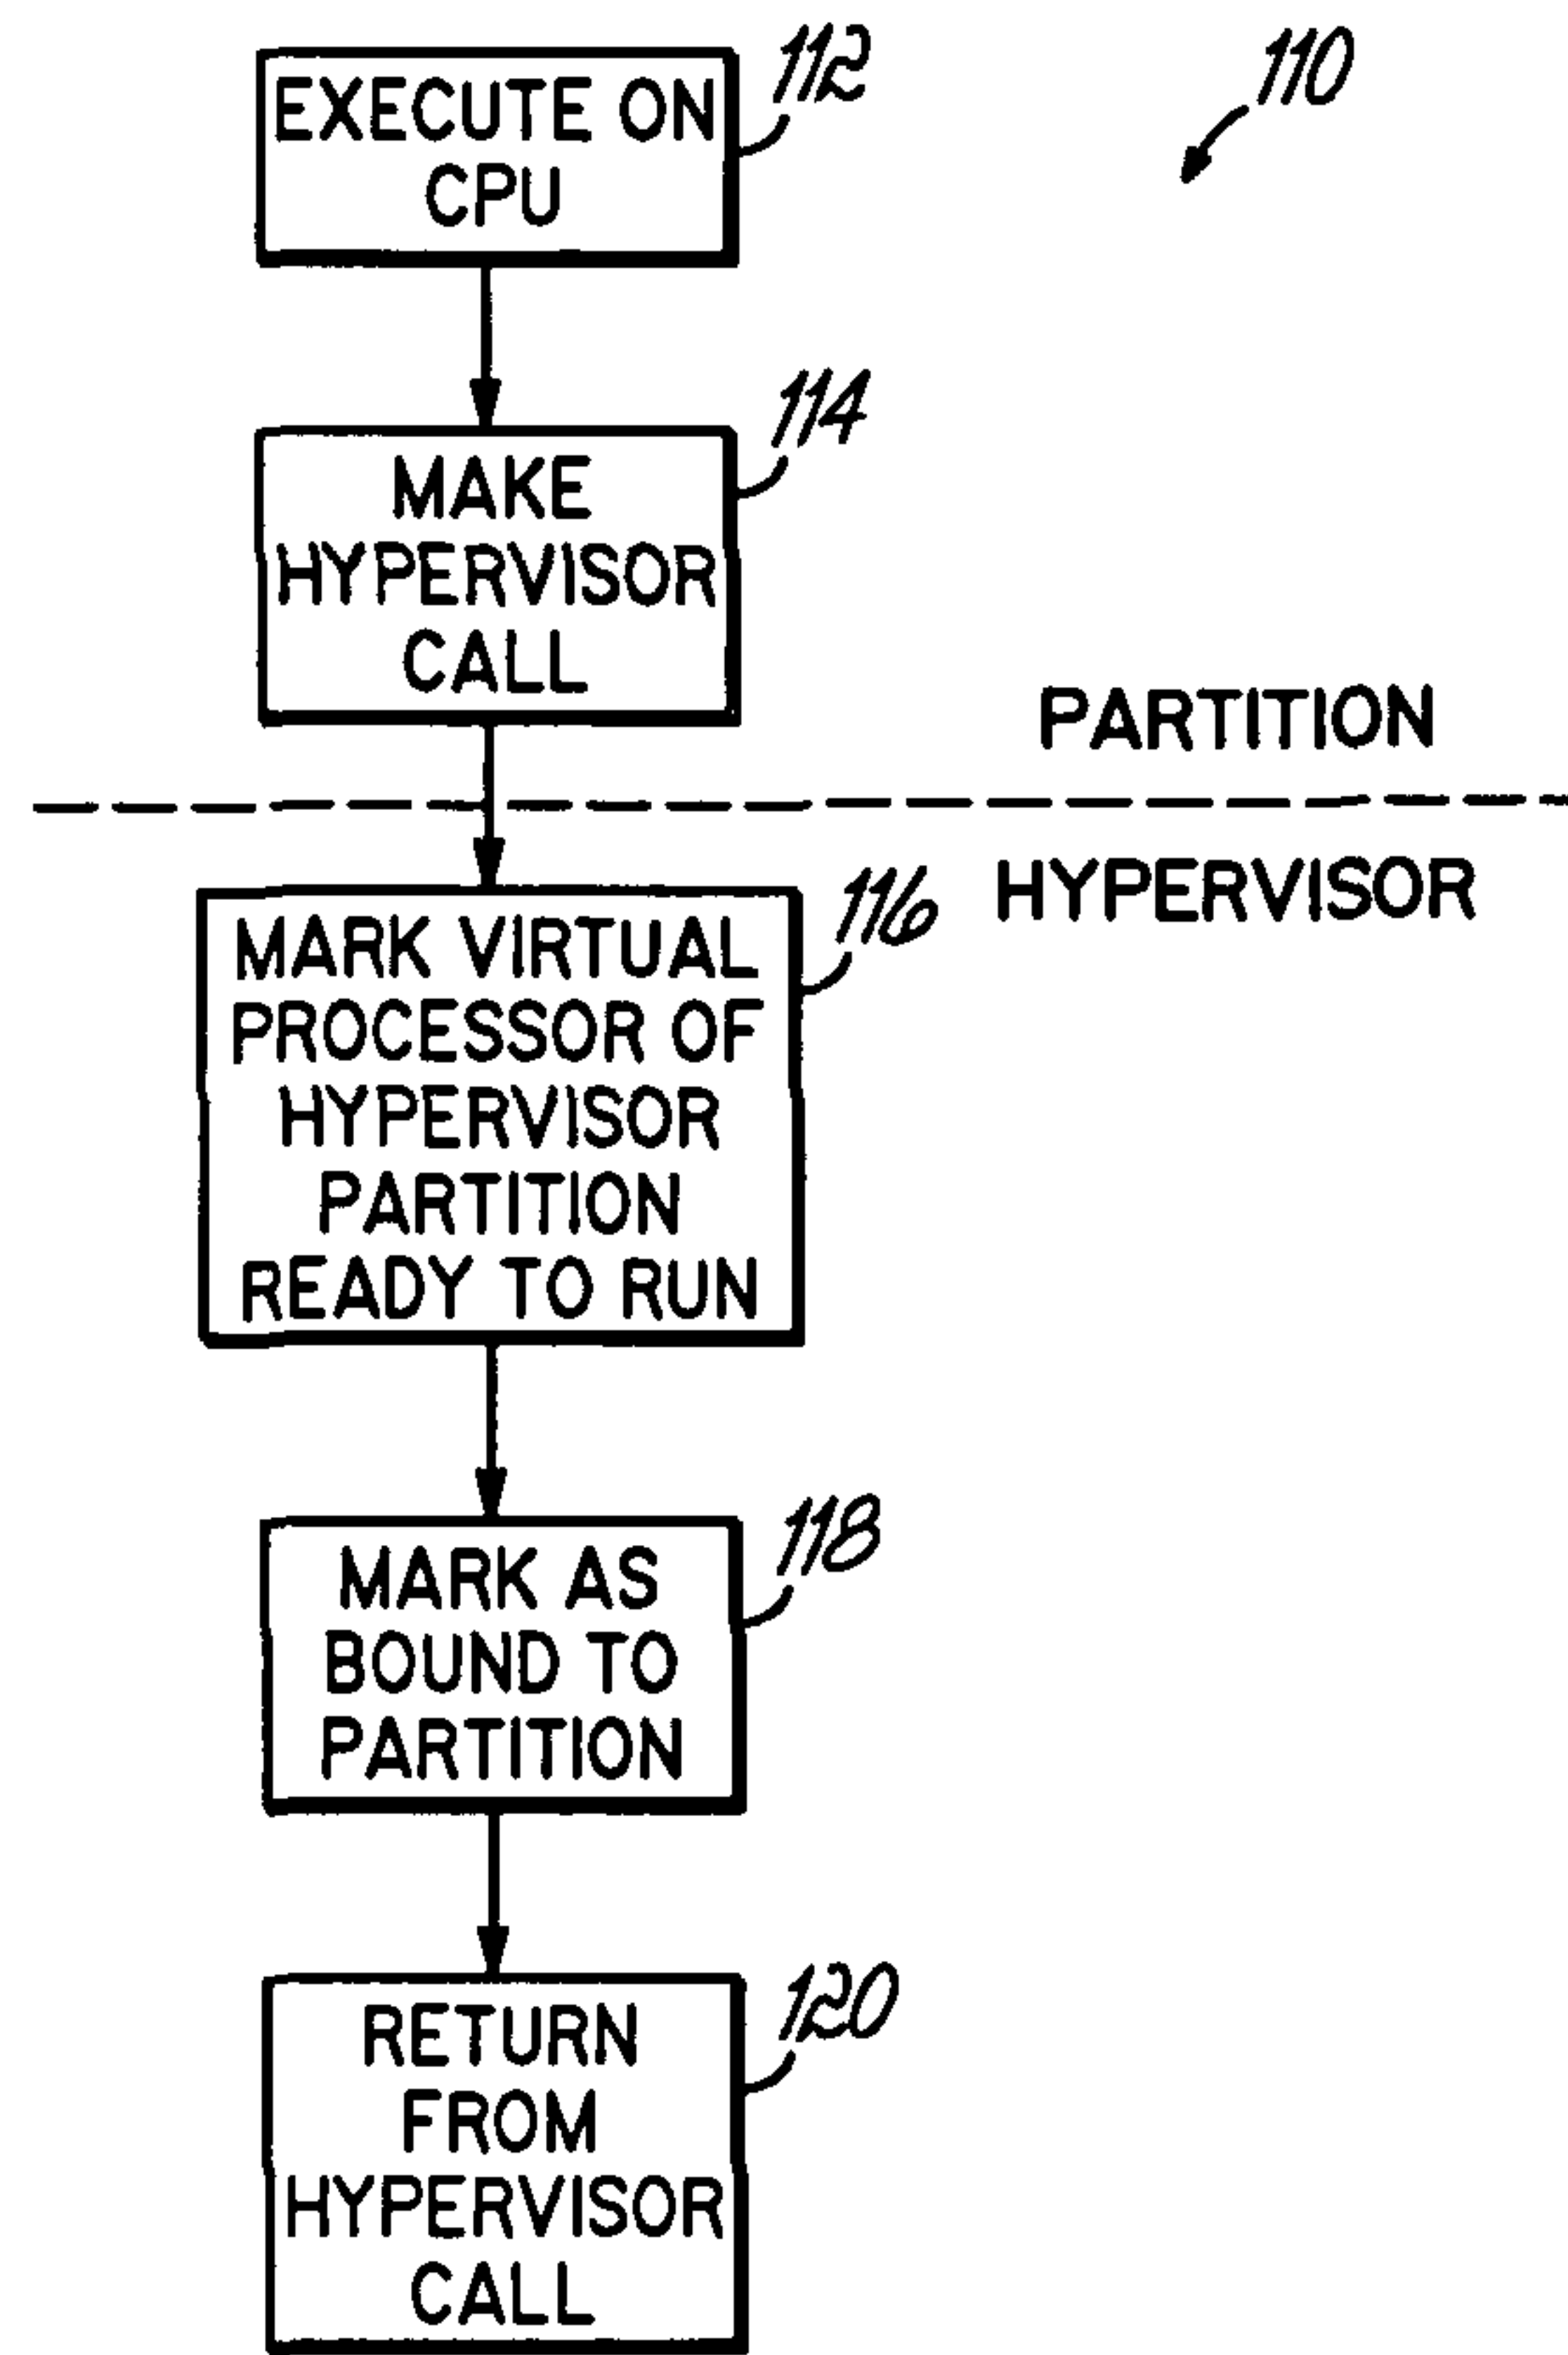 112
110
EXECUTE ON
CPU
114
MAKE
HYPERVISOR
CALL
PARTITION
HYPERVISOR
116
MARK VIRTUAL
PROCESSOR OF
HYPERVISOR
PARTITION
READY TO RUN
118
MARK AS
BOUND TO
PARTITION
120
RETURN
FROM
HYPERVISOR
CALL